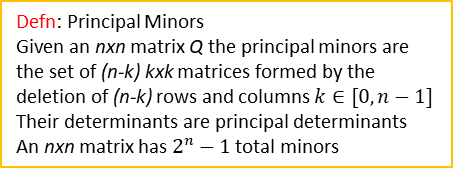 Defn: Principal Minors
Given an nxn matrix Q the principal minors are
the set of (n-k) kxk matrices formed by the
deletion of (n-k) rows and columns k ∈ [0, n − 1]
Their determinants are principal determinants
An nxn matrix has 2ⁿ − 1 total minors